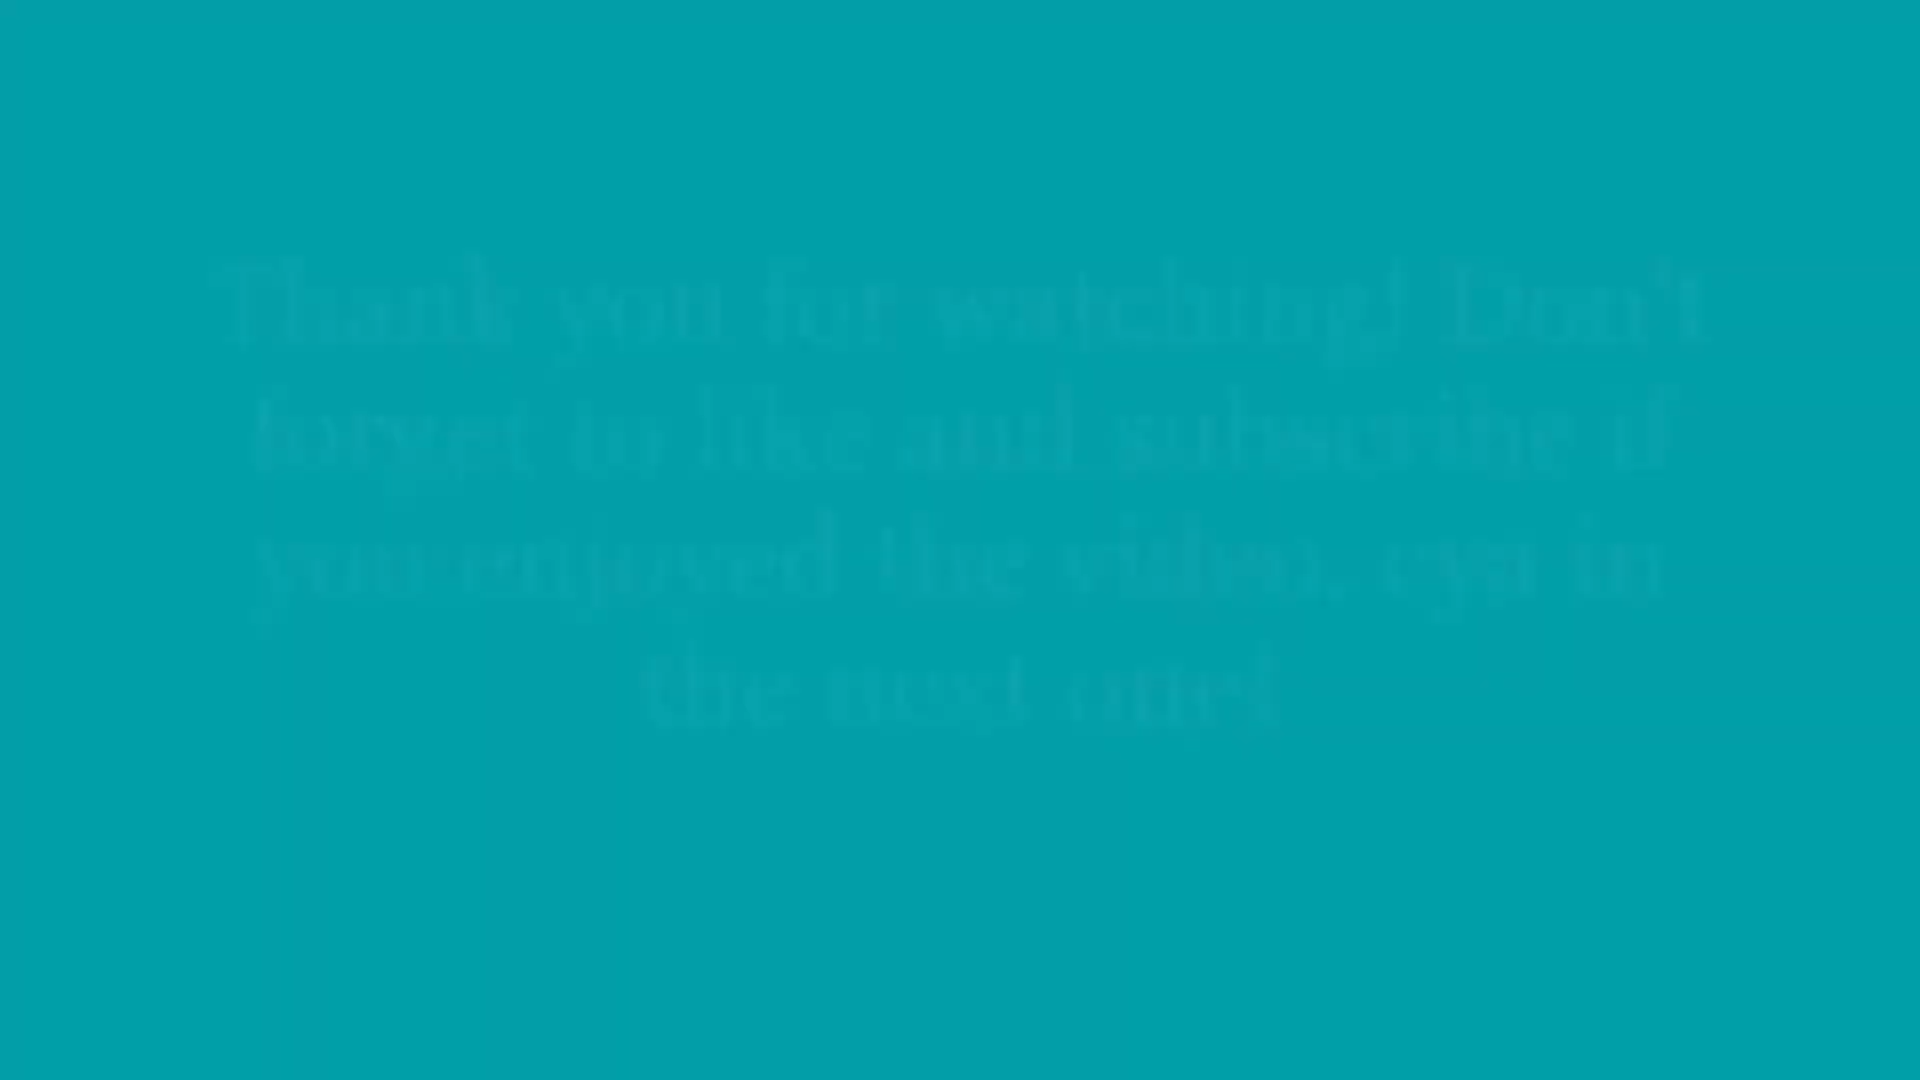 Thank you for watching! Don't
forget to like and subscribe if
you enjoyed the video, cya in
the next one!